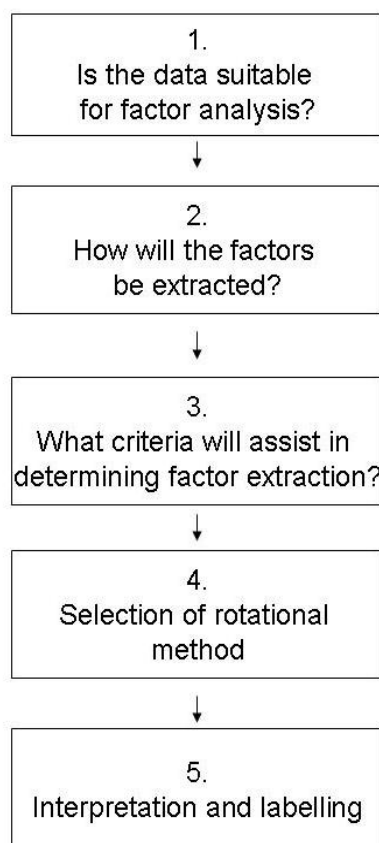 1.
Is the data suitable
for factor analysis?
2.
How will the factors
be extracted?
3.
What criteria will assist in
determining factor extraction?
4.
Selection of rotational
method
5.
Interpretation and labelling